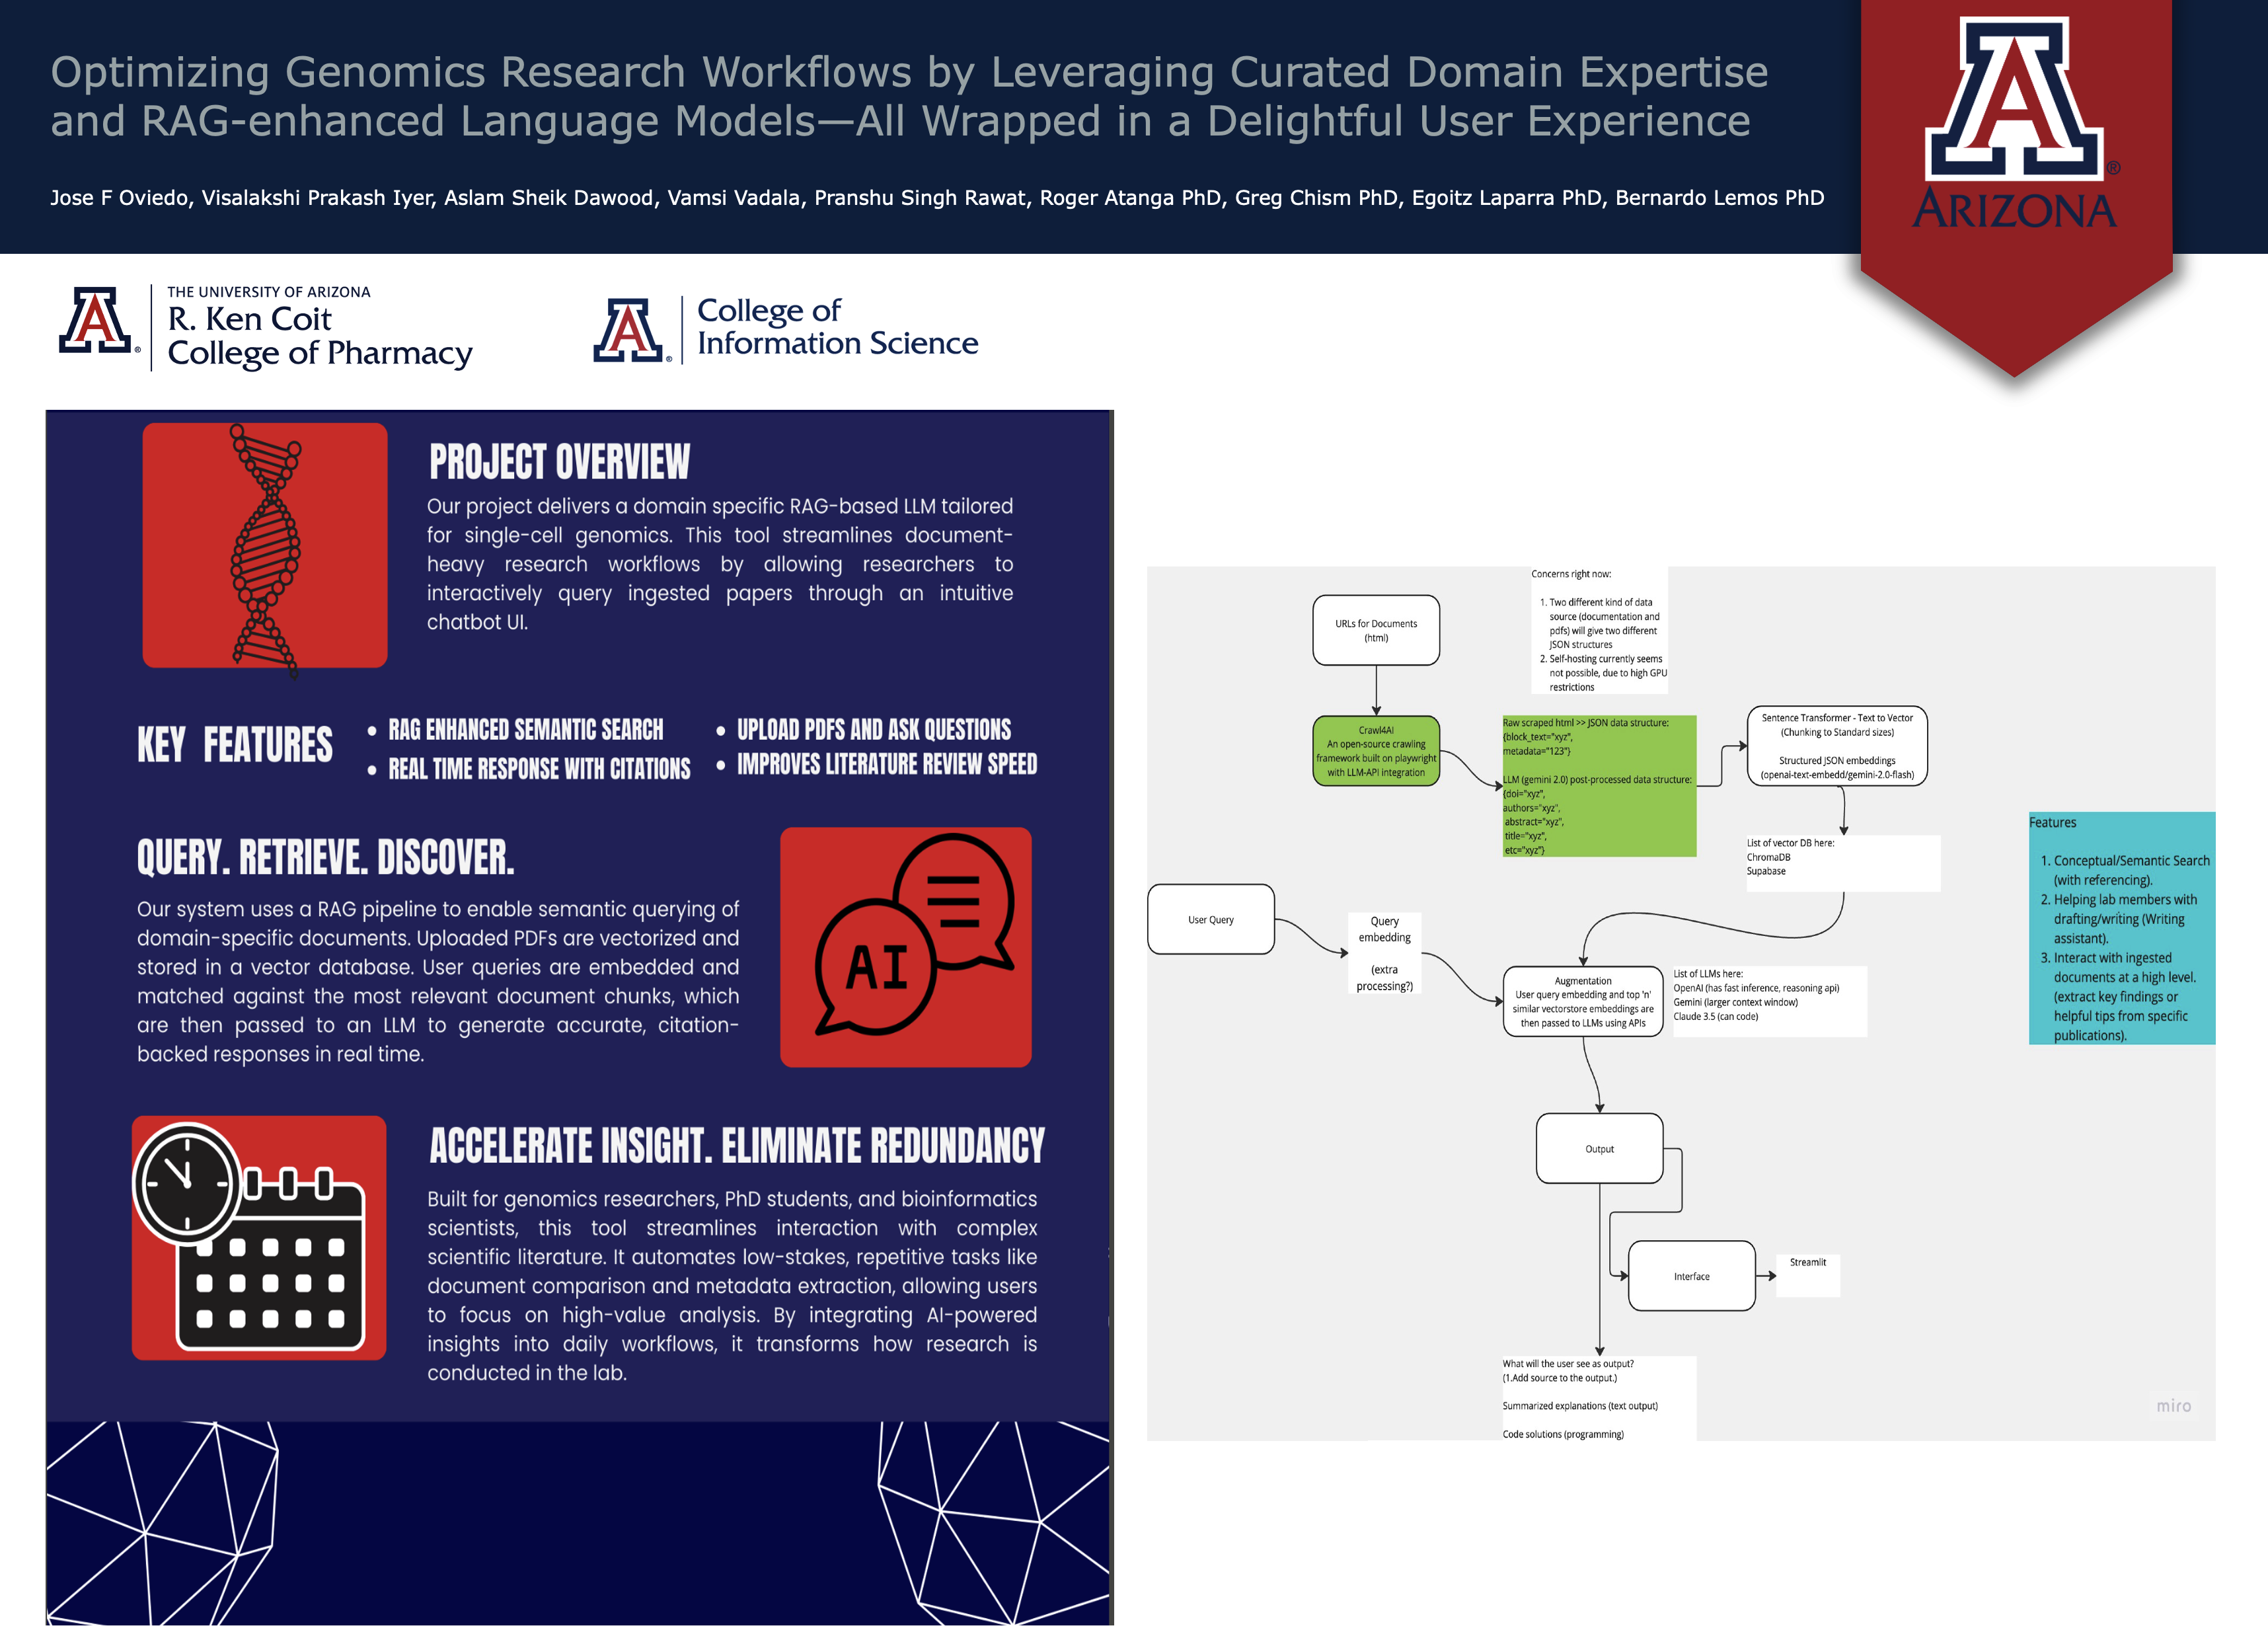 Optimizing Genomics Research Workflows by Leveraging Curated Domain Expertise
and RAG-enhanced Language Models—All Wrapped in a Delightful User Experience
Jose F Oviedo, Visalakshi Prakash Iyer, Aslam Sheik Dawood, Vamsi Vadala, Pranshu Singh Rawat, Roger Atanga PhD, Greg Chism PhD, Egoitz Laparra PhD, Bernardo Lemos PhD
A
®
ARIZONA
A
®
THE UNIVERSITY OF ARIZONA
R. Ken Coit
College of Pharmacy
A
®
College of
Information Science
PROJECT OVERVIEW
Our project delivers a domain specific RAG-based LLM tailored
for single-cell genomics. This tool streamlines document-
heavy research workflows by allowing researchers to
interactively query ingested papers through an intuitive
chatbot UI.
KEY FEATURES
• RAG ENHANCED SEMANTIC SEARCH
• REAL TIME RESPONSE WITH CITATIONS
• UPLOAD PDFS AND ASK QUESTIONS
• IMPROVES LITERATURE REVIEW SPEED
QUERY. RETRIEVE. DISCOVER.
Our system uses a RAG pipeline to enable semantic querying of
domain-specific documents. Uploaded PDFs are vectorized and
stored in a vector database. User queries are embedded and
matched against the most relevant document chunks, which
are then passed to an LLM to generate accurate, citation-
backed responses in real time.
AI
ACCELERATE INSIGHT. ELIMINATE REDUNDANCY
Built for genomics researchers, PhD students, and bioinformatics
scientists, this tool streamlines interaction with complex
scientific literature. It automates low-stakes, repetitive tasks like
document comparison and metadata extraction, allowing users
to focus on high-value analysis. By integrating AI-powered
insights into daily workflows, it transforms how research is
conducted in the lab.
Concerns right now:
1. Two different kind of data
source (documentation and
pdfs) will give two different
JSON structures
2. Self-hosting currently seems
not possible, due to high GPU
restrictions
URLs for Documents
(html)
Crawl4AI
An open-source crawling
framework built on playwright
with LLM-API integration
Raw scraped html >> JSON data structure:
{block_text="xyz",
metadata="123"}
LLM (gemini 2.0) post-processed data structure:
{doi="xyz",
authors="xyz",
abstract="xyz",
title="xyz",
etc="xyz"}
Sentence Transformer - Text to Vector
(Chunking to Standard sizes)
Structured JSON embeddings
(openai-text-embedd/gemini-2.0-flash)
List of vector DB here:
ChromaDB
Supabase
Features
1. Conceptual/Semantic Search
(with referencing).
2. Helping lab members with
drafting/writing (Writing
assistant).
3. Interact with ingested
documents at a high level.
(extract key findings or
helpful tips from specific
publications).
User Query
Query
embedding
(extra
processing?)
Augmentation
User query embedding and top 'n'
similar vectorstore embeddings are
then passed to LLMs using APIs
List of LLMs here:
OpenAI (has fast inference, reasoning api)
Gemini (larger context window)
Claude 3.5 (can code)
Output
Interface
Streamlit
What will the user see as output?
(1.Add source to the output.)
Summarized explanations (text output)
Code solutions (programming)
miro